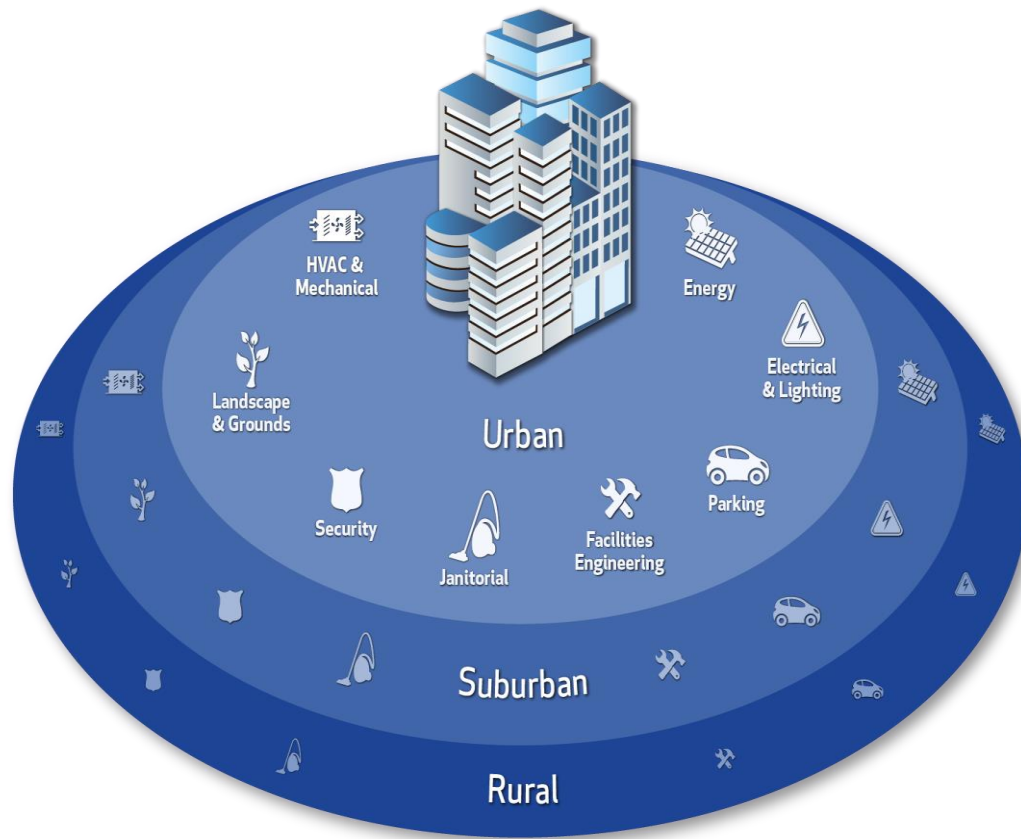 HVAC &
Mechanical
Energy
Electrical
& Lighting
Landscape
& Grounds
Urban
Parking
Security
Facilities
Engineering
Janitorial
Suburban
Rural